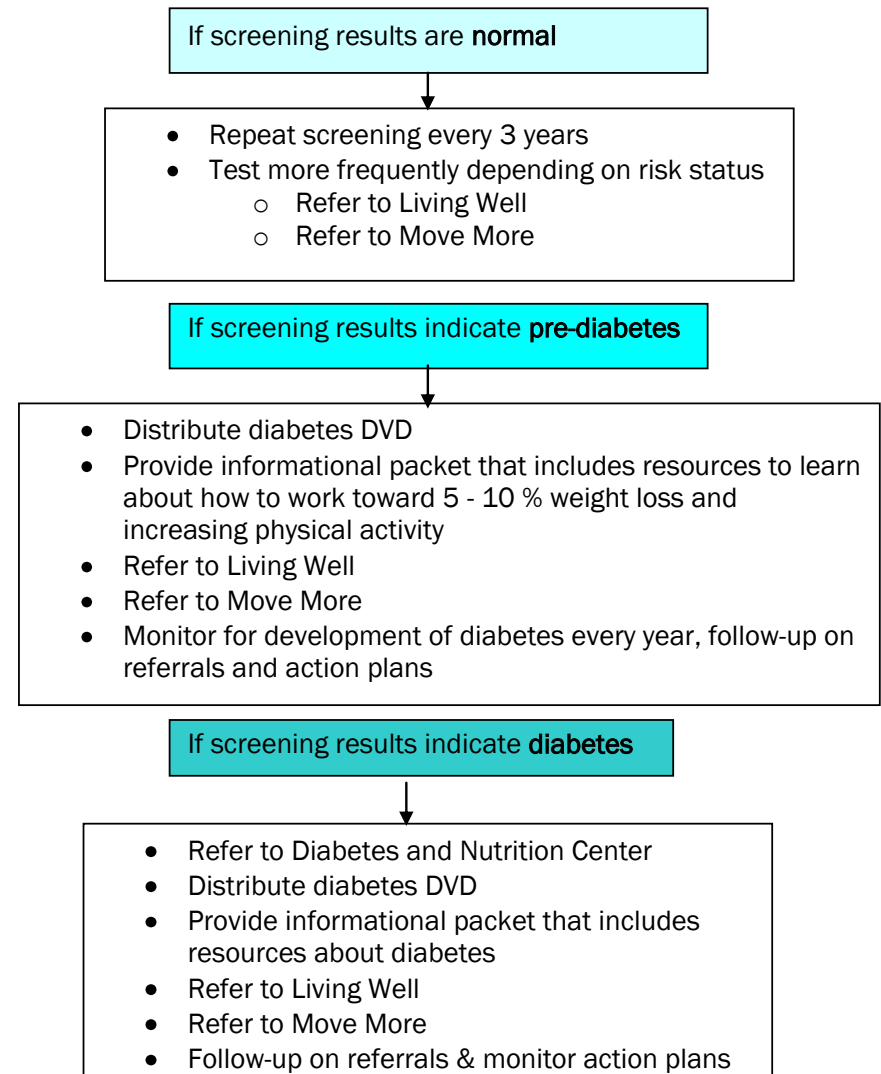 If screening results are normal
• Repeat screening every 3 years
• Test more frequently depending on risk status
o Refer to Living Well
o Refer to Move More
If screening results indicate pre-diabetes
• Distribute diabetes DVD
• Provide informational packet that includes resources to learn
about how to work toward 5 - 10 % weight loss and
increasing physical activity
• Refer to Living Well
• Refer to Move More
• Monitor for development of diabetes every year, follow-up on
referrals and action plans
If screening results indicate diabetes
• Refer to Diabetes and Nutrition Center
• Distribute diabetes DVD
• Provide informational packet that includes
resources about diabetes
• Refer to Living Well
• Refer to Move More
• Follow-up on referrals & monitor action plans